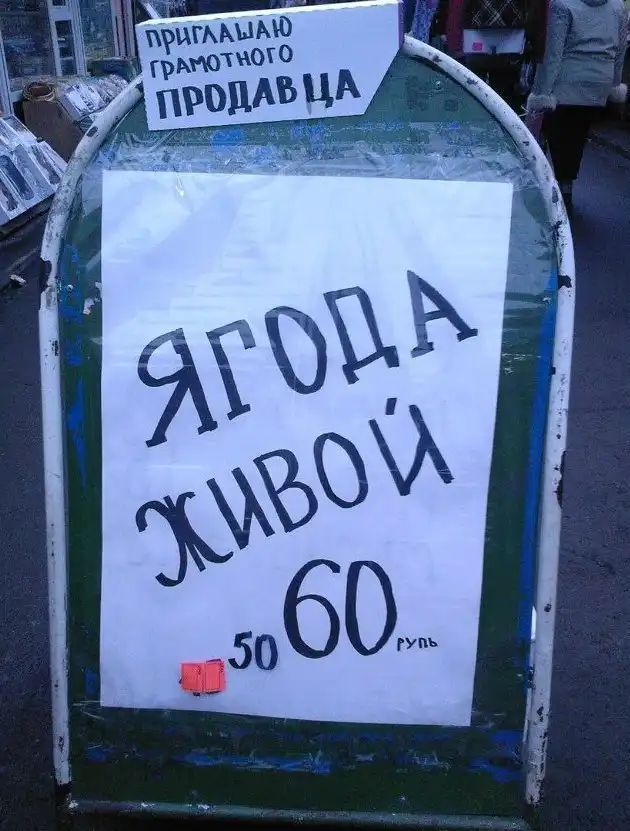 ПРИГЛАШАЮ
ГРАМОТНОГО
ПРОДАВЦА
ЯГОДА
ЖИВОЙ
50 60 РУПЬ